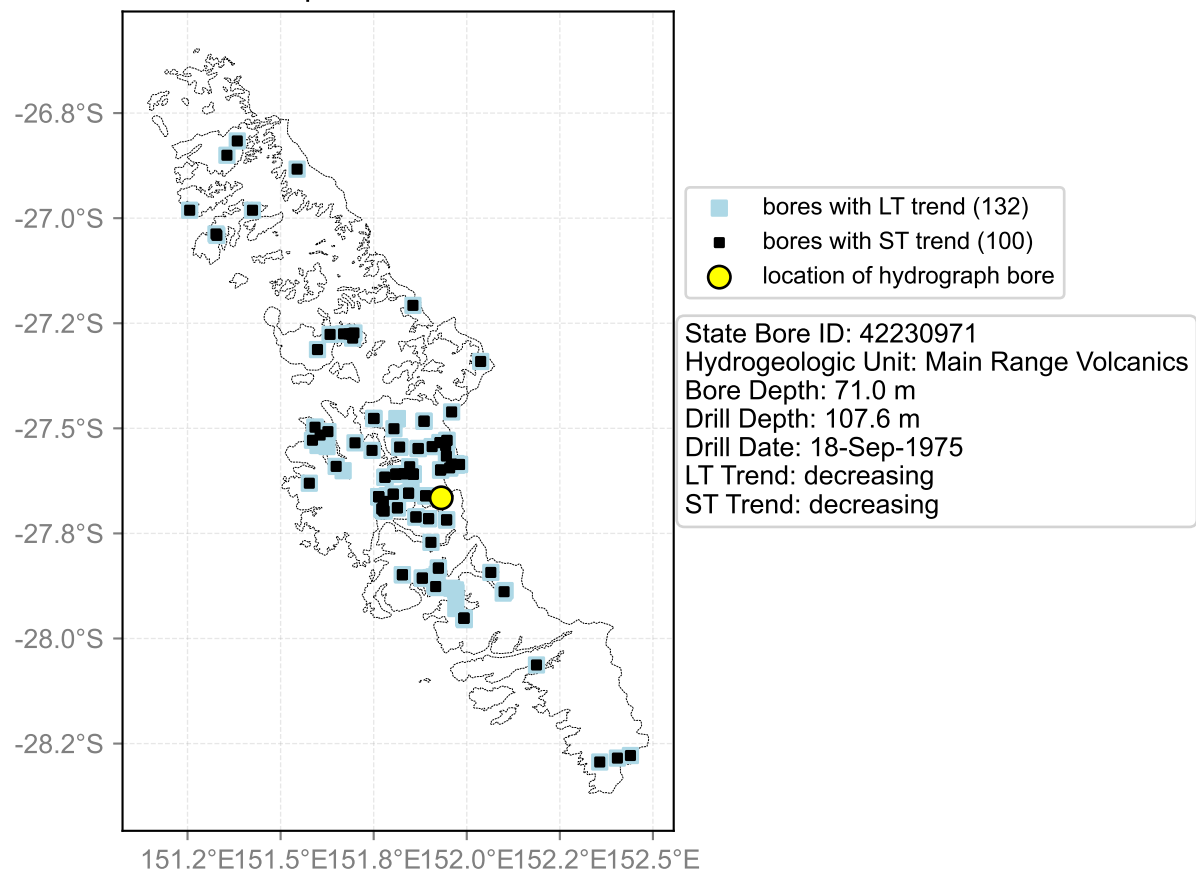 -26.8°S
-27.0°S
-27.2°S
-27.5°S
-27.8°S
-28.0°S
-28.2°S
151.2°E151.5°E151.8°E152.0°E152.2°E152.5°E
bores with LT trend (132)
bores with ST trend (100)
location of hydrograph bore
State Bore ID: 42230971
Hydrogeologic Unit: Main Range Volcanics
Bore Depth: 71.0 m
Drill Depth: 107.6 m
Drill Date: 18-Sep-1975
LT Trend: decreasing
ST Trend: decreasing